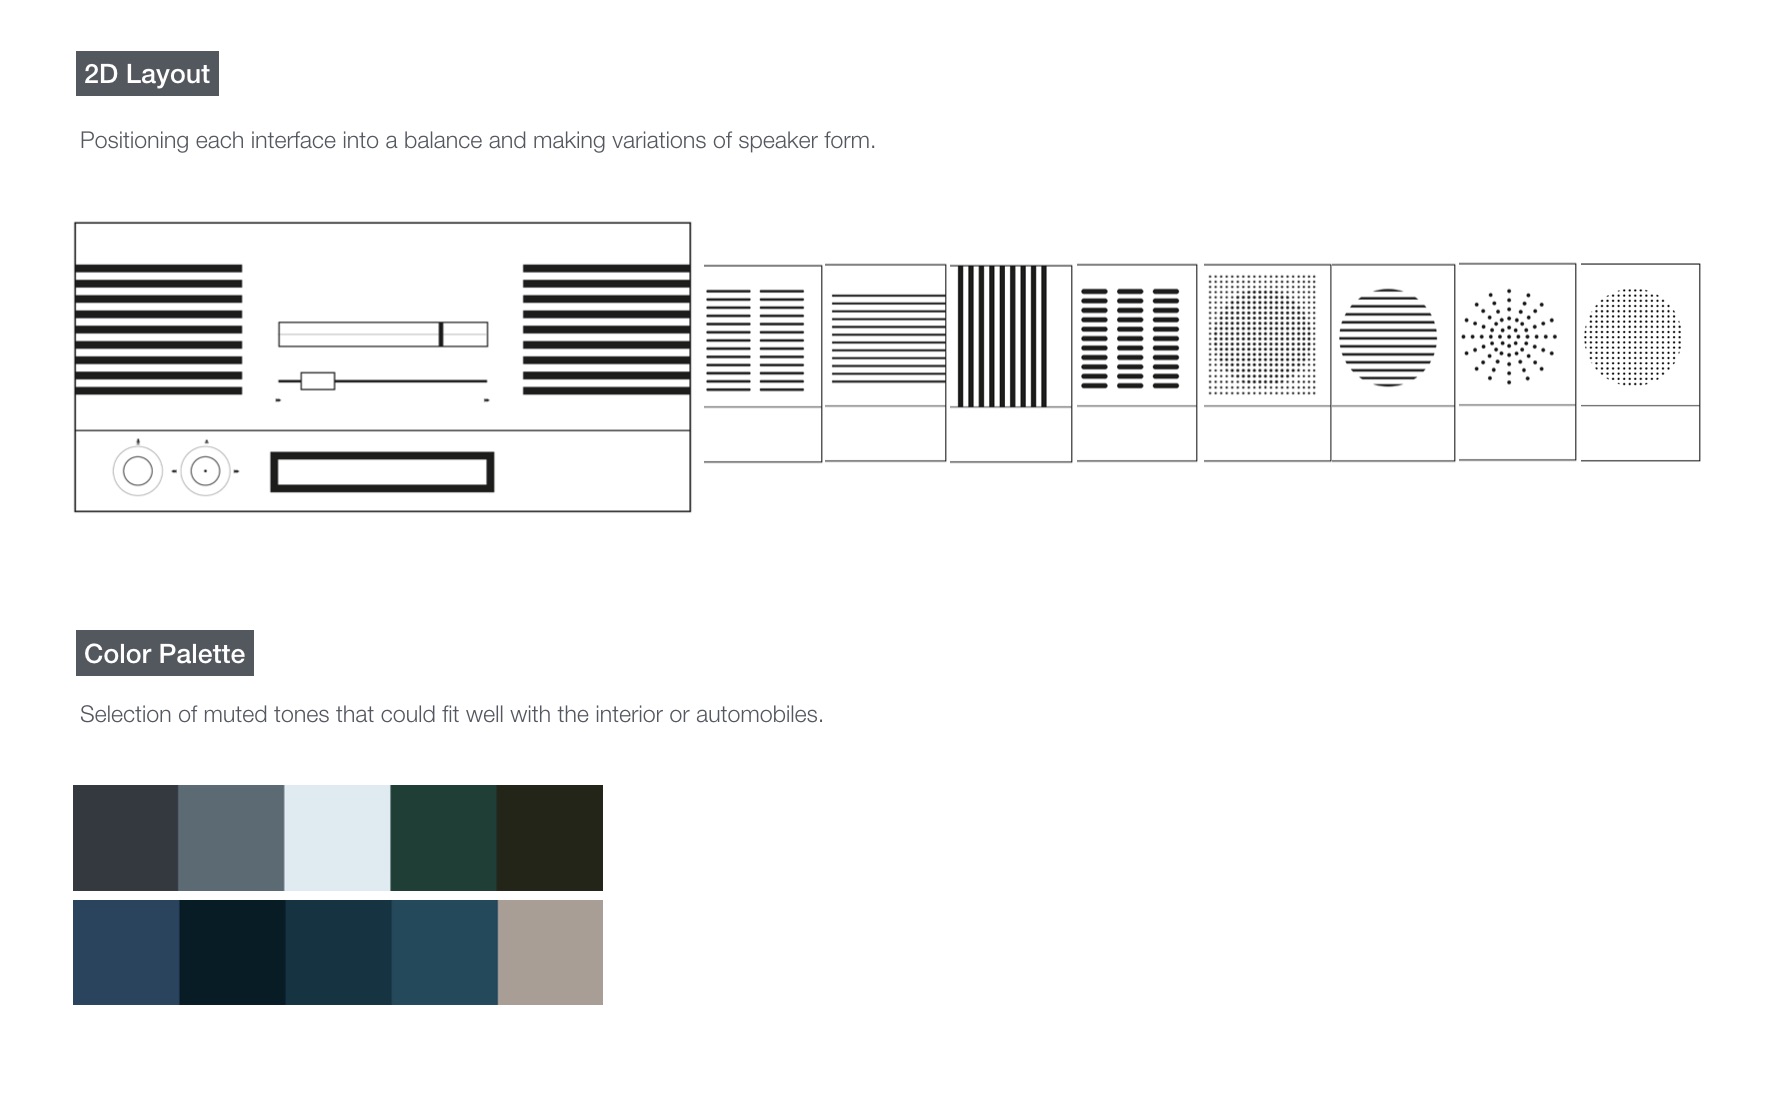 2D Layout
Positioning each interface into a balance and making variations of speaker form.
Color Palette
Selection of muted tones that could fit well with the interior or automobiles.